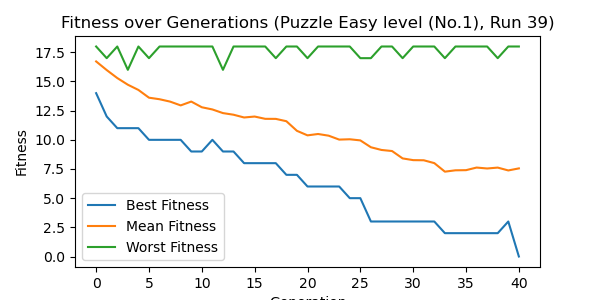 Fitness over Generations (Puzzle Easy level (No.1), Run 39)
Fitness
17.5
15.0
12.5
10.0
7.5
5.0
2.5
0.0
Best Fitness
Mean Fitness
Worst Fitness
0 5 10 15 20 25 30 35 40
Generation